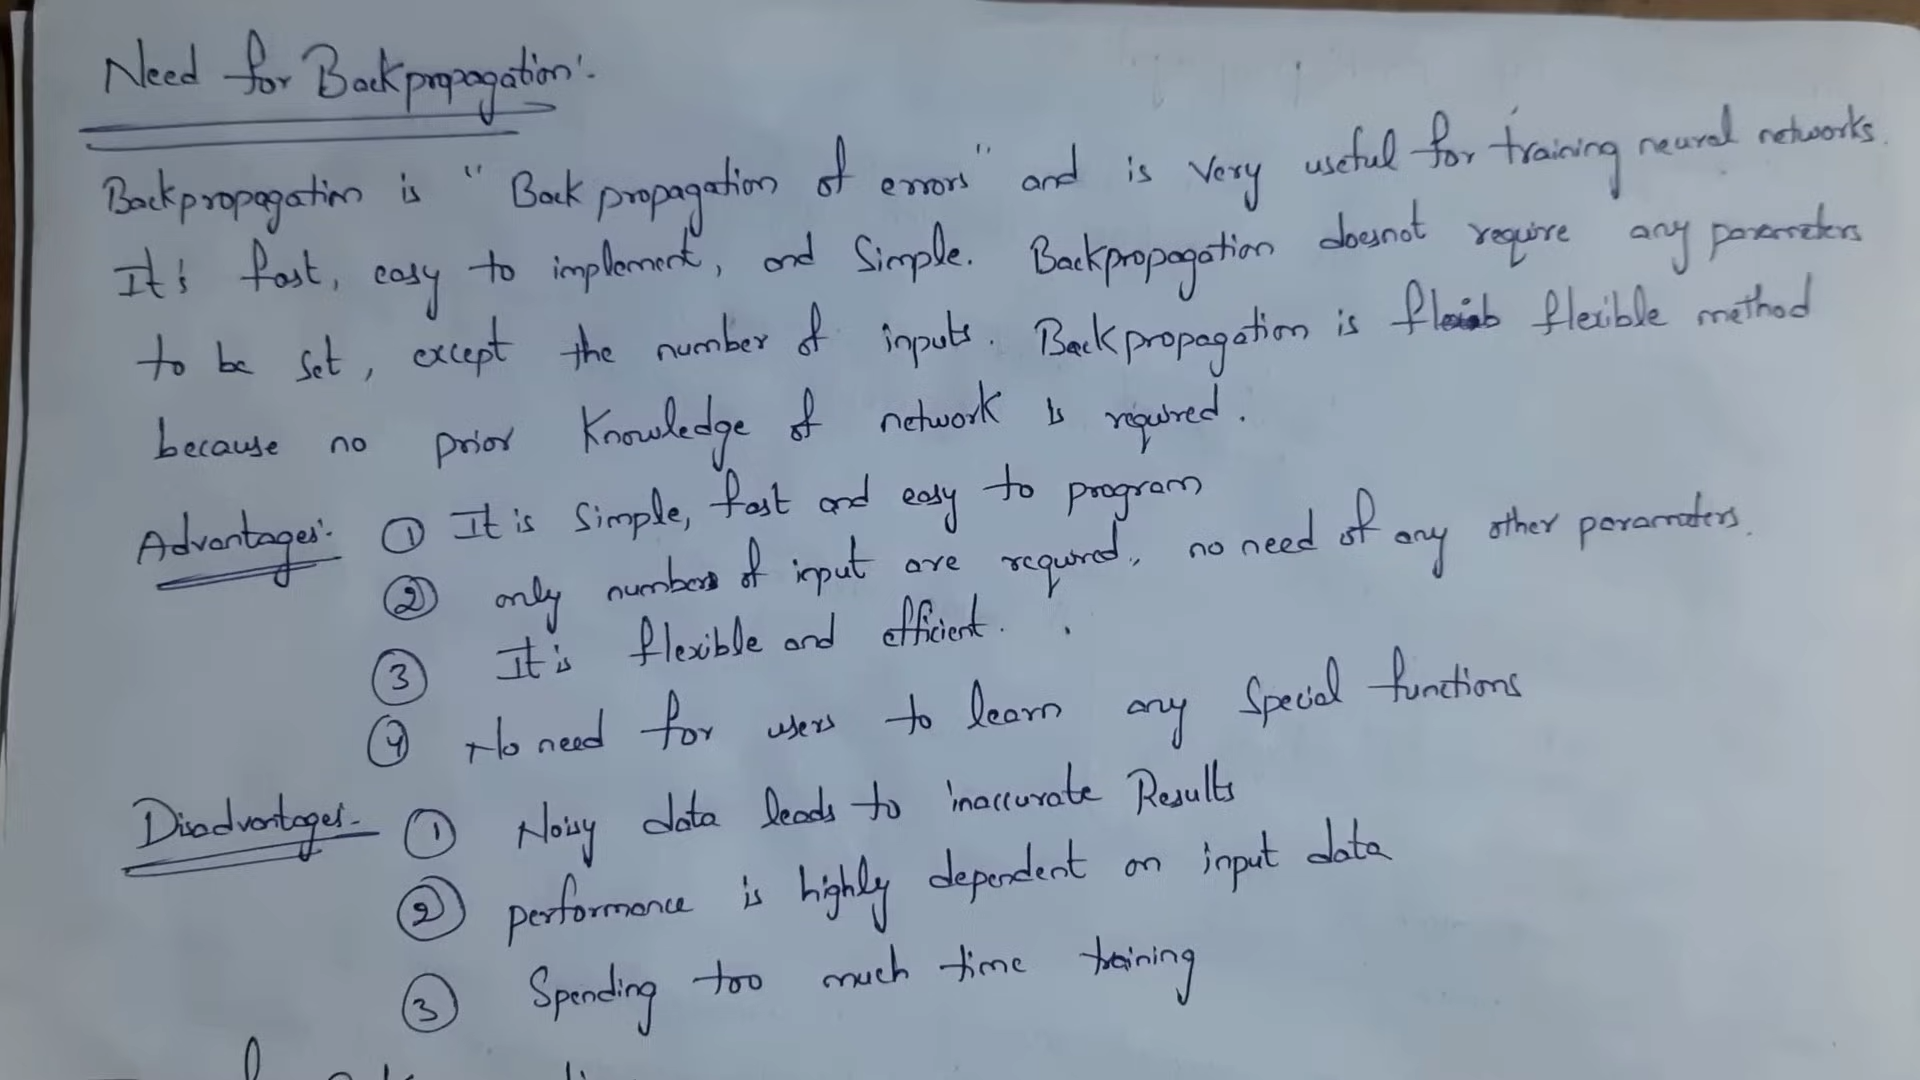 Need for Backpropagation:-
Backpropagation is "Back propagation of errors" and is very useful for training neural networks.
It's fast, easy to implement, and Simple. Backpropagation doesnot require any parameters
to be set, except the number of inputs. Backpropagation is flexible method
because no prior Knowledge of network is required.
Advantages:- ① It is Simple, fast and easy to program
② only numbers of input are required., no need of any other parameters.
③ It is flexible and efficient.
④ No need for users to learn any Special functions
Disadvantages:- ① Noisy data leads to inaccurate Results
② performance is highly dependent on input data
③ Spending too much time training